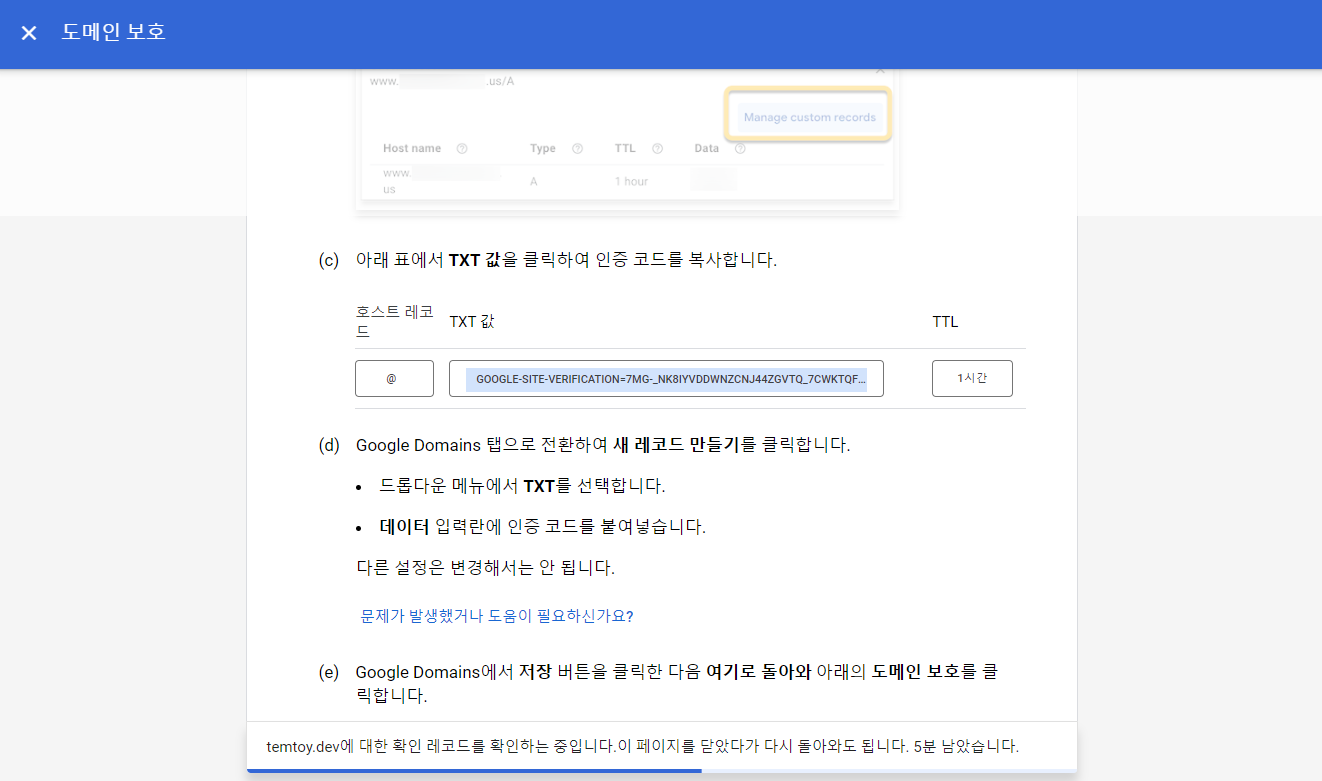 도메인 보호
www. .us/A
Manage custom records
Host name Type TTL Data
www.
us A 1 hour
(c) 아래 표에서 TXT 값을 클릭하여 인증 코드를 복사합니다.
호스트 레코
드 TXT 값 TTL
@ GOOGLE-SITE-VERIFICATION=7MG-_NK8IYVDDWNZCNJ44ZGVTQ_7CWKTQF... 1시간
(d) Google Domains 탭으로 전환하여 새 레코드 만들기를 클릭합니다.
• 드롭다운 메뉴에서 TXT를 선택합니다.
• 데이터 입력란에 인증 코드를 붙여넣습니다.
다른 설정은 변경해서는 안 됩니다.
문제가 발생했거나 도움이 필요하신가요?
(e) Google Domains에서 저장 버튼을 클릭한 다음 여기로 돌아와 아래의 도메인 보호를 클
릭합니다.
temtoy.dev에 대한 확인 레코드를 확인하는 중입니다.이 페이지를 닫았다가 다시 돌아와도 됩니다. 5분 남았습니다.